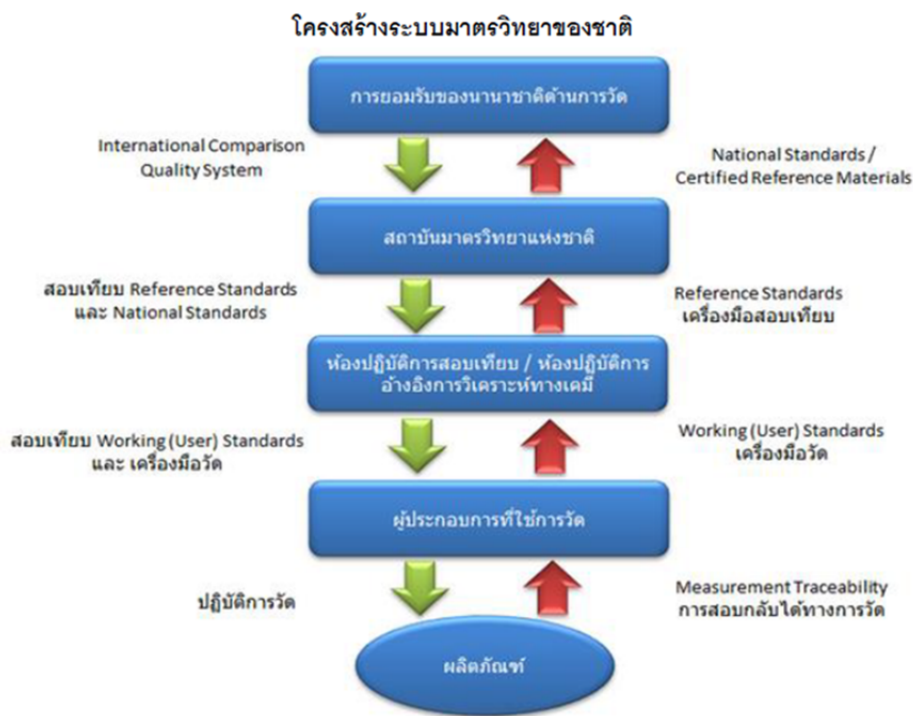 โครงสร้างระบบมาตรวิทยาของชาติ
การยอมรับของนานาชาติด้านการวัด
International Comparison
Quality System
National Standards /
Certified Reference Materials
สถาบันมาตรวิทยาแห่งชาติ
สอบเทียบ Reference Standards
และ National Standards
Reference Standards
เครื่องมือสอบเทียบ
ห้องปฏิบัติการสอบเทียบ / ห้องปฏิบัติการ
อ้างอิงการวิเคราะห์ทางเคมี
สอบเทียบ Working (User) Standards
และ เครื่องมือวัด
Working (User) Standards
เครื่องมือวัด
ผู้ประกอบการที่ใช้การวัด
ปฏิบัติการวัด
Measurement Traceability
การสอบกลับได้ทางการวัด
ผลิตภัณฑ์